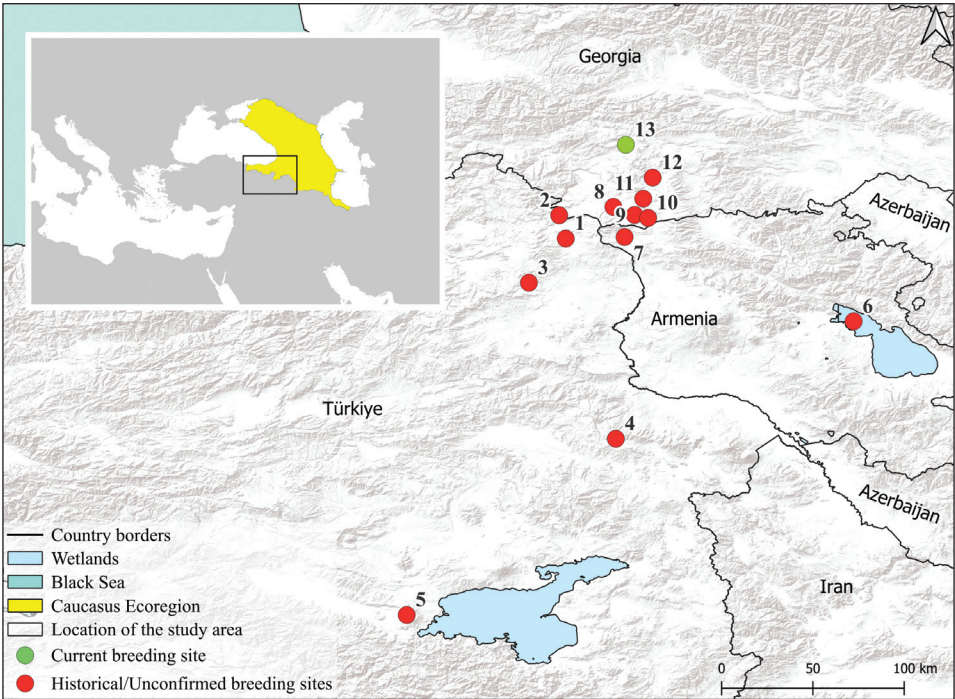 Georgia
13
12
11
8
10
2
9
Azerbaijan
1
7
3
6
Armenia
Türkiye
4
Azerbaijan
Iran
5
Country borders
Wetlands
Black Sea
Caucasus Ecoregion
Location of the study area
Current breeding site
Historical/Unconfirmed breeding sites
0 50 100 km